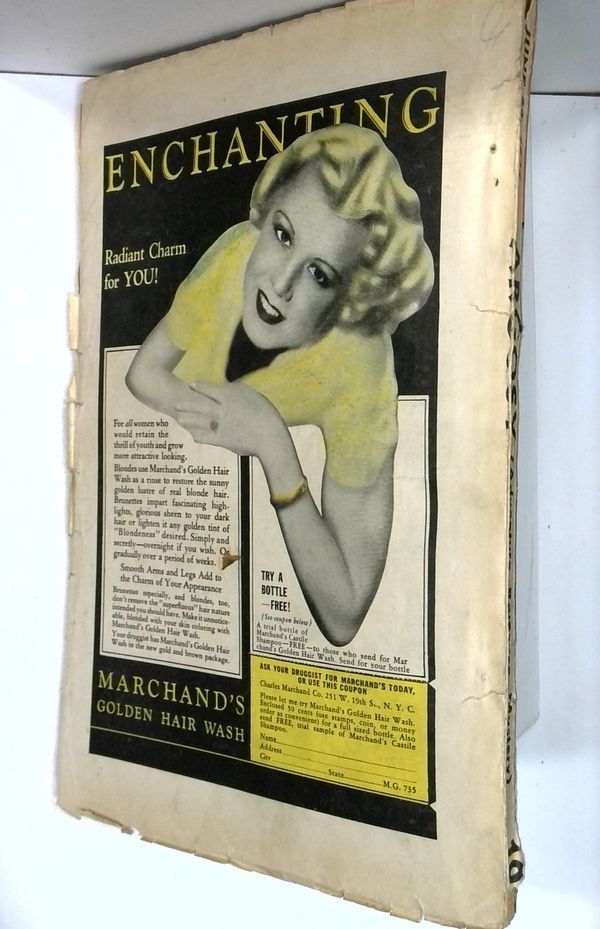 ENCHANTING
Radiant Charm
for YOU!
For all women who
would retain the
thrill of youth and grow
more attractive looking.
Blondes use Marchand's Golden Hair
Wash as a rinse to restore the sunny
golden lustre of real blonde hair.
Brunettes impart fascinating high-
lights, glorious sheen to your dark
hair or lighten it any golden tint of
"Blondeness" desired. Simply and
secretly—overnight if you wish. Or
gradually over a period of weeks.
Smooth Arms and Legs Add to
the Charm of Your Appearance
Brunettes especially, and blondes, too,
don't remove the "superfluous" hair nature
intended you should have. Make it unnotice-
able, blended with your skin coloring with
Marchand's Golden Hair Wash.
Your druggist has Marchand's Golden Hair
Wash in the new gold and brown package.
TRY A
BOTTLE
—FREE!
(See coupon below)
A trial bottle of
Marchand's Castile
Shampoo—FREE—to those who send for Mar
chand's Golden Hair Wash. Send for your bottle
MARCHAND'S
GOLDEN HAIR WASH
ASK YOUR DRUGGIST FOR MARCHAND'S TODAY,
OR USE THIS COUPON
Charles Marchand Co. 251 W. 19th St., N. Y. C.
Please let me try Marchand's Golden Hair Wash.
Enclosed 50 cents (use stamps, coin, or money
order as convenient) for a full sized bottle. Also
send FREE, trial sample of Marchand's Castile
Shampoo.
Name
Address
City State M.G. 735
ARGOSY
10